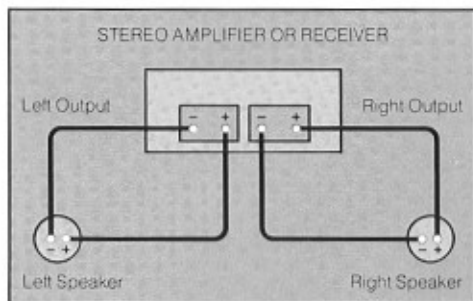 STEREO AMPLIFIER OR RECEIVER
Left Output
Right Output
− + − +
− + − +
Left Speaker
Right Speaker